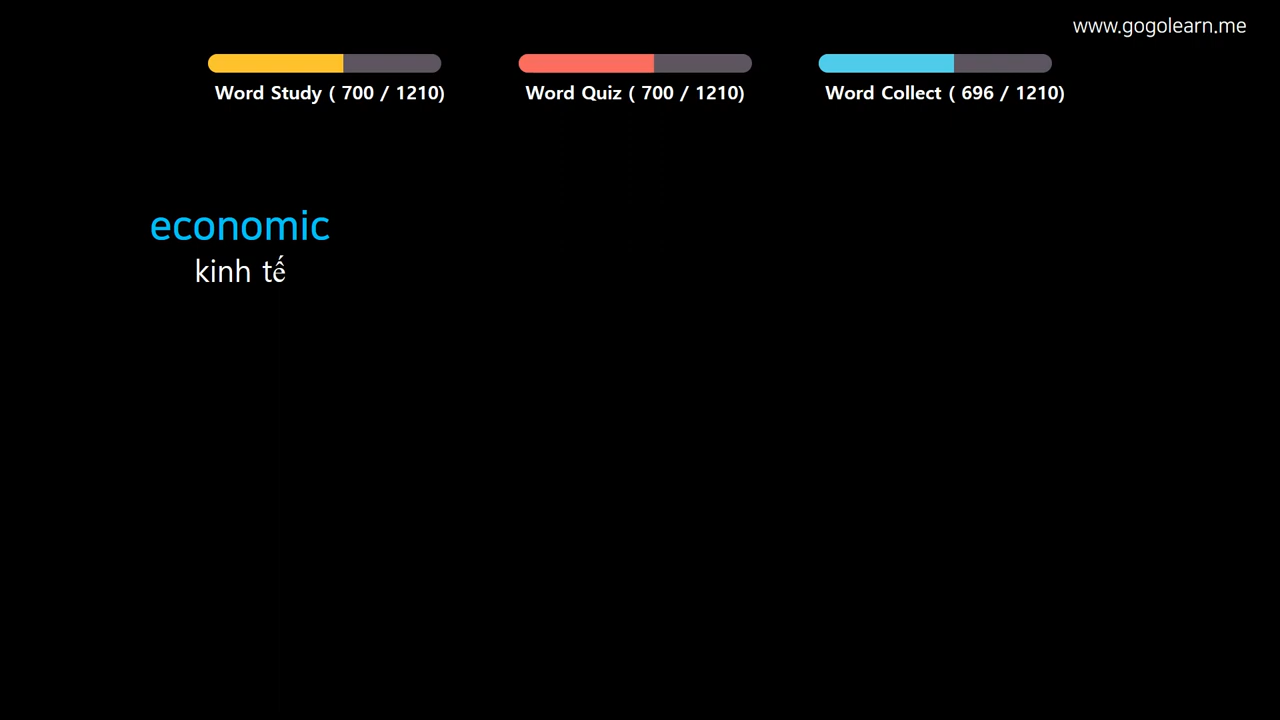 www.gogolearn.me
Word Study ( 700 / 1210)
Word Quiz ( 700 / 1210)
Word Collect ( 696 / 1210)
economic
kinh tế